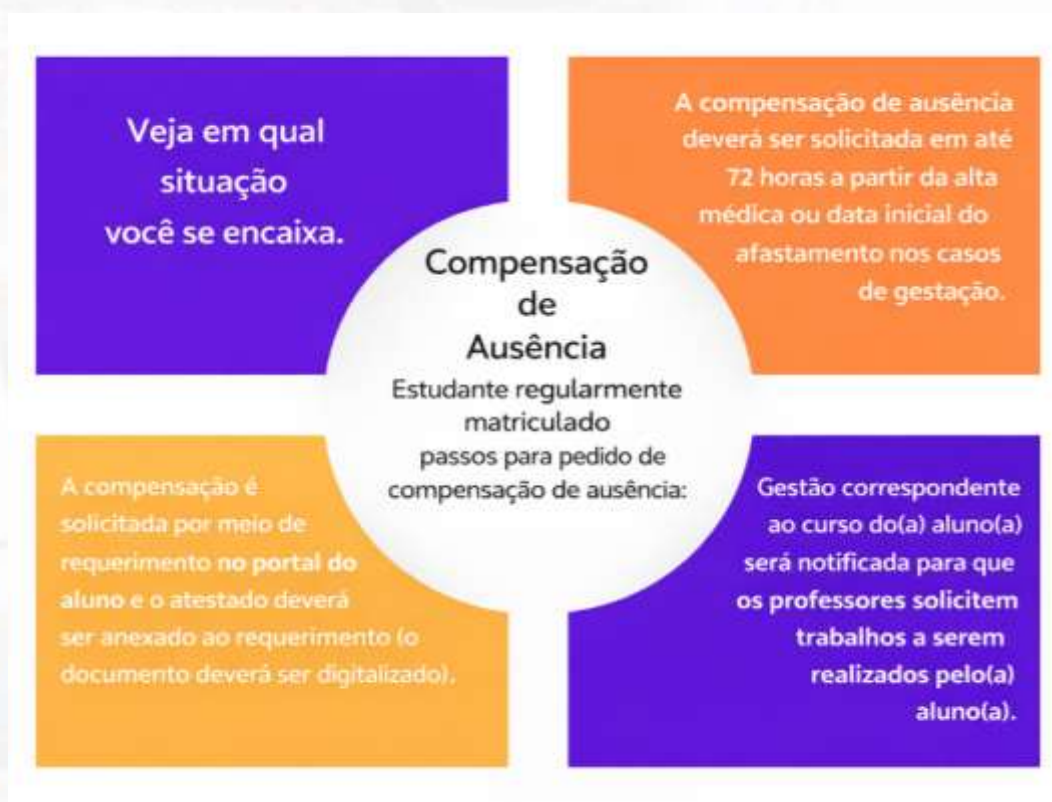 Veja em qual
situação
você se encaixa.
A compensação de ausência
deverá ser solicitada em até
72 horas a partir da alta
médica ou data inicial do
afastamento nos casos
de gestação.
Compensação
de
Ausência
Estudante regularmente
matriculado
passos para pedido de
compensação de ausência:
A compensação é
solicitada por meio de
requerimento no portal do
aluno e o atestado deverá
ser anexado ao requerimento (o
documento deverá ser digitalizado).
Gestão correspondente
ao curso do(a) aluno(a)
será notificada para que
os professores solicitem
trabalhos a serem
realizados pelo(a)
aluno(a).